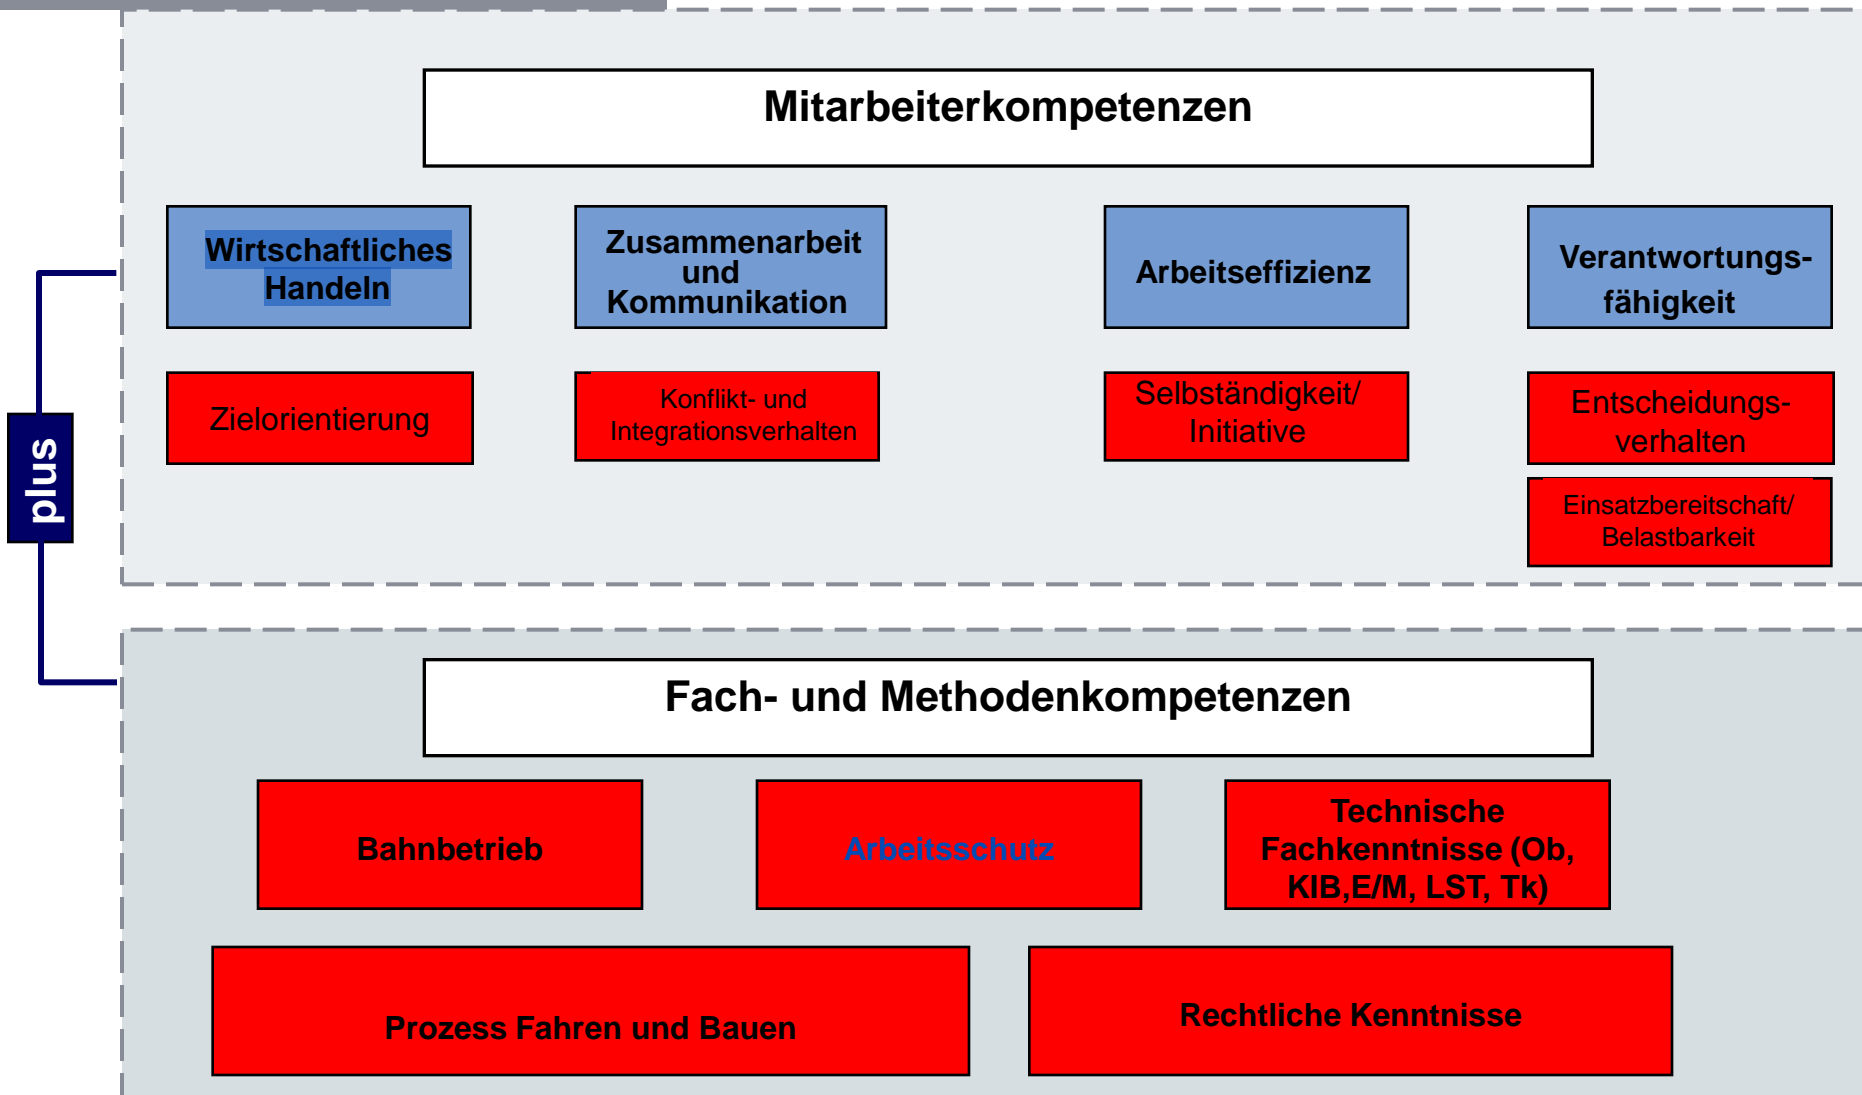 Mitarbeiterkompetenzen
Wirtschaftliches
Handeln
Zusammenarbeit
und
Kommunikation
Arbeitseffizienz
Verantwortungs-
fähigkeit
Zielorientierung
Konflikt- und
Integrationsverhalten
Selbständigkeit/
Initiative
Entscheidungs-
verhalten
Einsatzbereitschaft/
Belastbarkeit
plus
Fach- und Methodenkompetenzen
Bahnbetrieb
Arbeitsschutz
Technische
Fachkenntnisse (Ob,
KIB,E/M, LST, Tk)
Prozess Fahren und Bauen
Rechtliche Kenntnisse